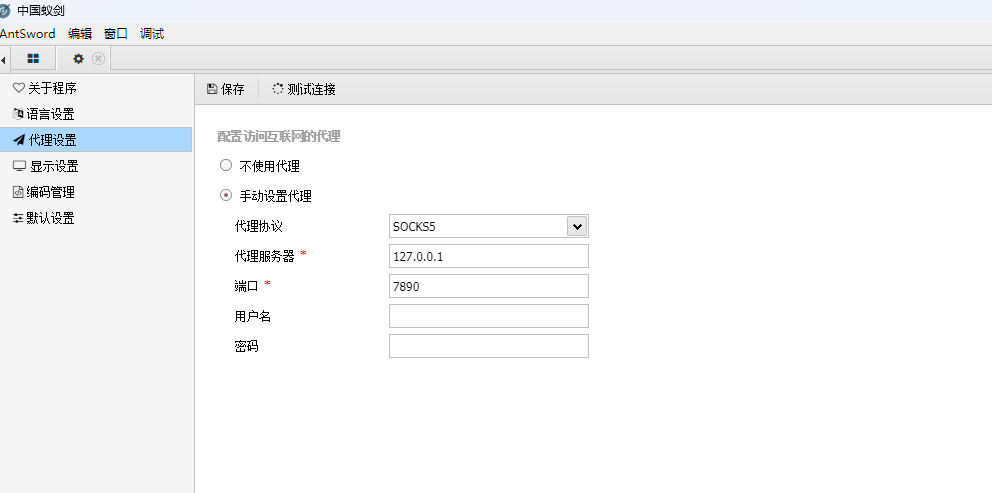 中国蚁剑
AntSword 编辑 窗口 调试
关于程序
语言设置
代理设置
显示设置
编码管理
默认设置
保存 测试连接
配置访问互联网的代理
不使用代理
手动设置代理
代理协议 SOCKS5
代理服务器 * 127.0.0.1
端口 * 7890
用户名
密码